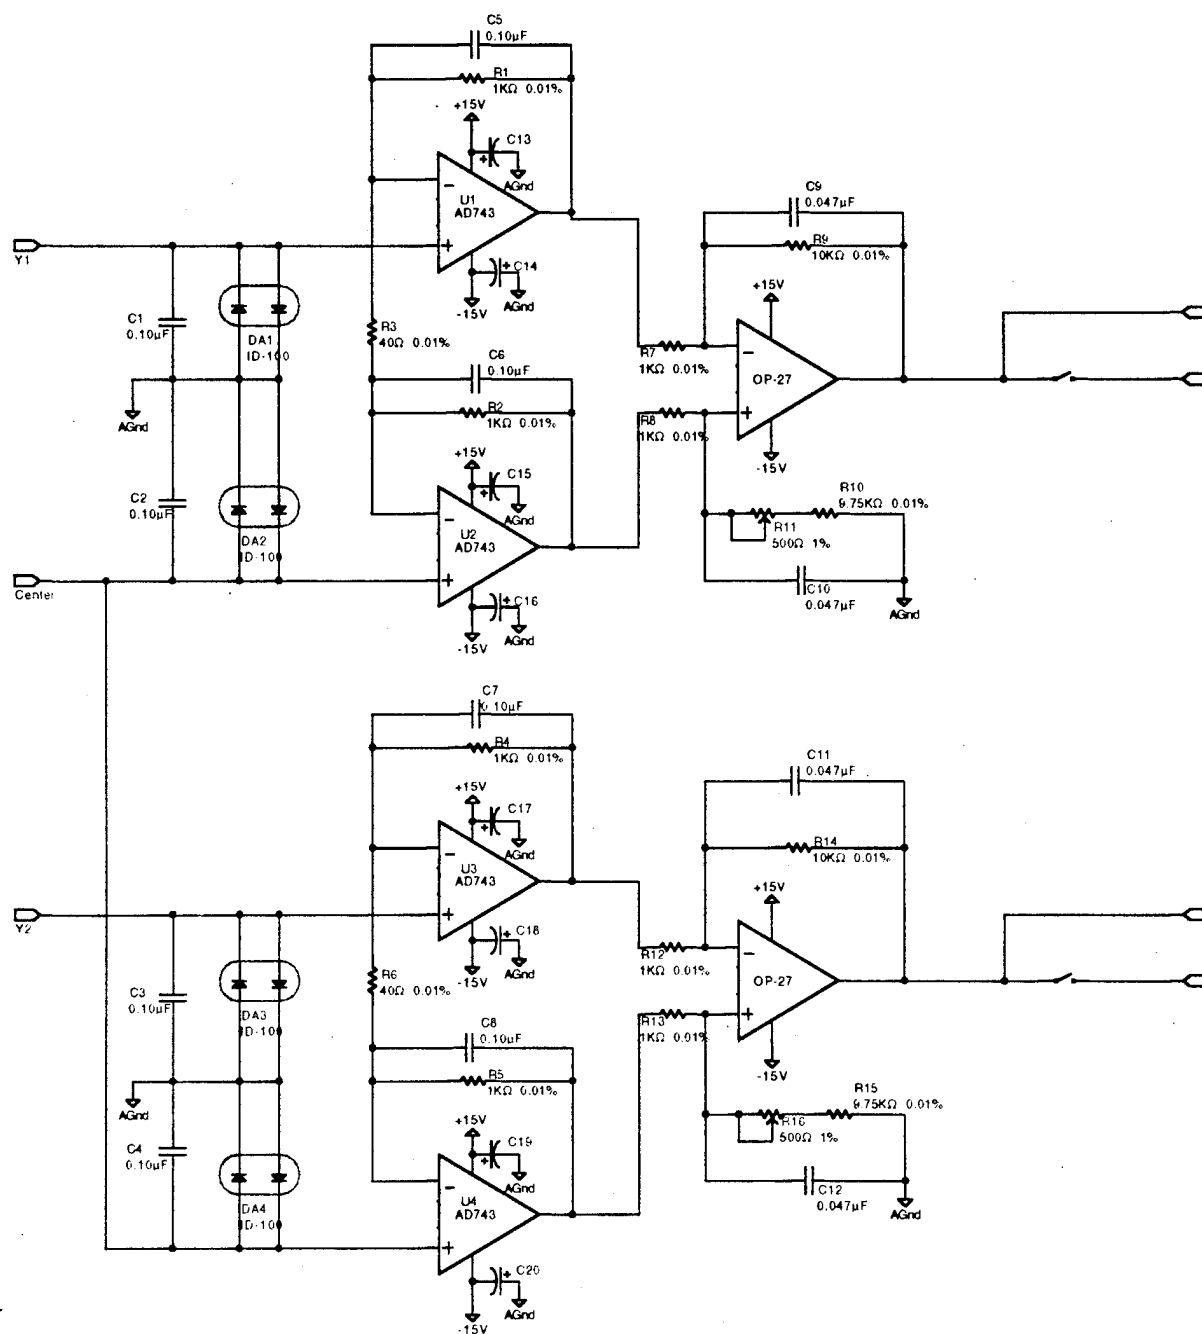 C5
0.10µF
R1
1KΩ 0.01%
+15V
C13
AGnd
U1
AD743
Y1
C14
AGnd
-15V
C1
0.10µF
DA1
ID-100
R3
40Ω 0.01%
C6
0.10µF
AGnd
R2
1KΩ 0.01%
+15V
C15
AGnd
C2
0.10µF
DA2
ID-100
U2
AD743
Center
C16
AGnd
-15V
C9
0.047µF
R9
10KΩ 0.01%
+15V
R7
1KΩ 0.01%
OP-27
R8
1KΩ 0.01%
-15V
R10
9.75KΩ 0.01%
R11
500Ω 1%
C10
0.047µF
AGnd
C7
0.10µF
R4
1KΩ 0.01%
+15V
C17
AGnd
U3
AD743
Y2
C18
AGnd
-15V
C3
0.10µF
DA3
ID-100
R6
40Ω 0.01%
C8
0.10µF
AGnd
R5
1KΩ 0.01%
+15V
C19
AGnd
C4
0.10µF
DA4
ID-100
U4
AD743
C20
AGnd
-15V
C11
0.047µF
R14
10KΩ 0.01%
+15V
R12
1KΩ 0.01%
OP-27
R13
1KΩ 0.01%
-15V
R15
9.75KΩ 0.01%
R16
500Ω 1%
C12
0.047µF
AGnd